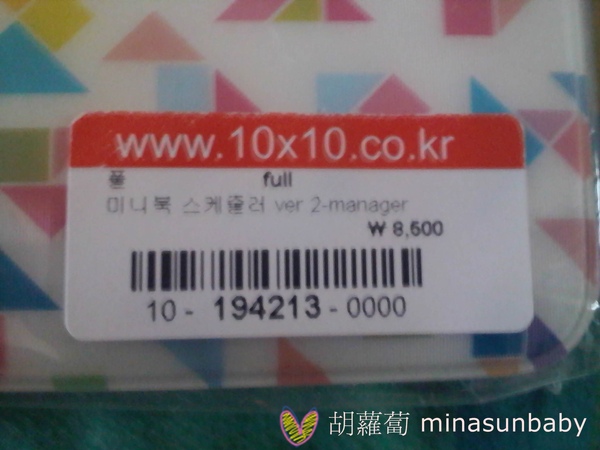 www.10x10.co.kr
풀 full
미니북 스케쥴러 ver 2-manager
₩ 8,500
10 - 194213 - 0000
胡蘿蔔 minasunbaby